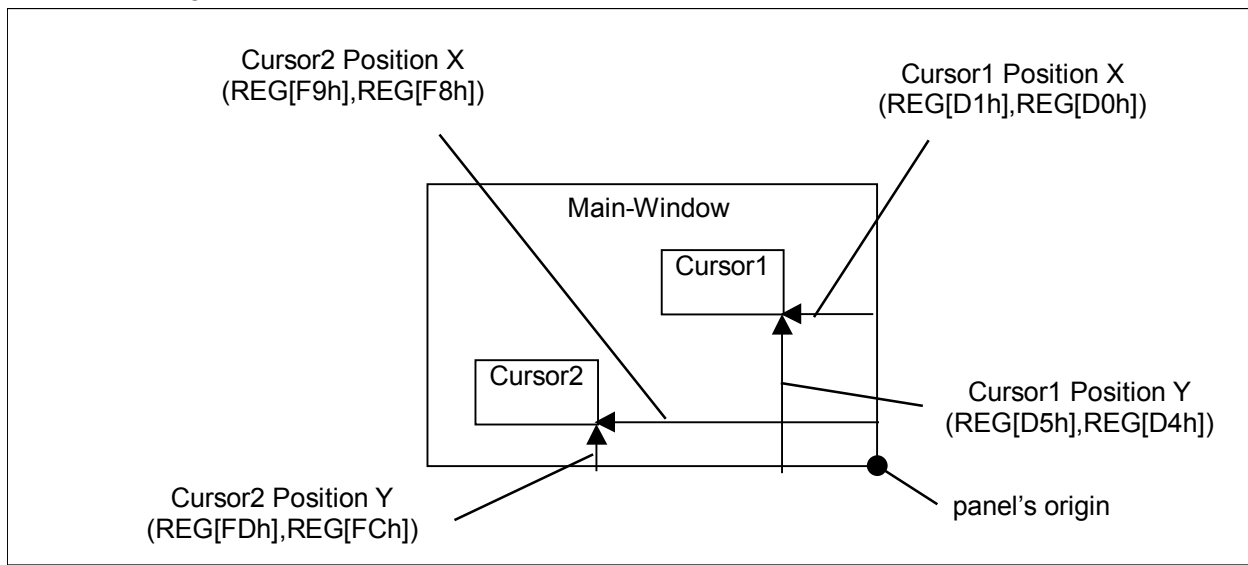 Cursor2 Position X
(REG[F9h],REG[F8h])
Cursor1 Position X
(REG[D1h],REG[D0h])
Main-Window
Cursor1
Cursor2
Cursor1 Position Y
(REG[D5h],REG[D4h])
Cursor2 Position Y
(REG[FDh],REG[FCh])
panel's origin